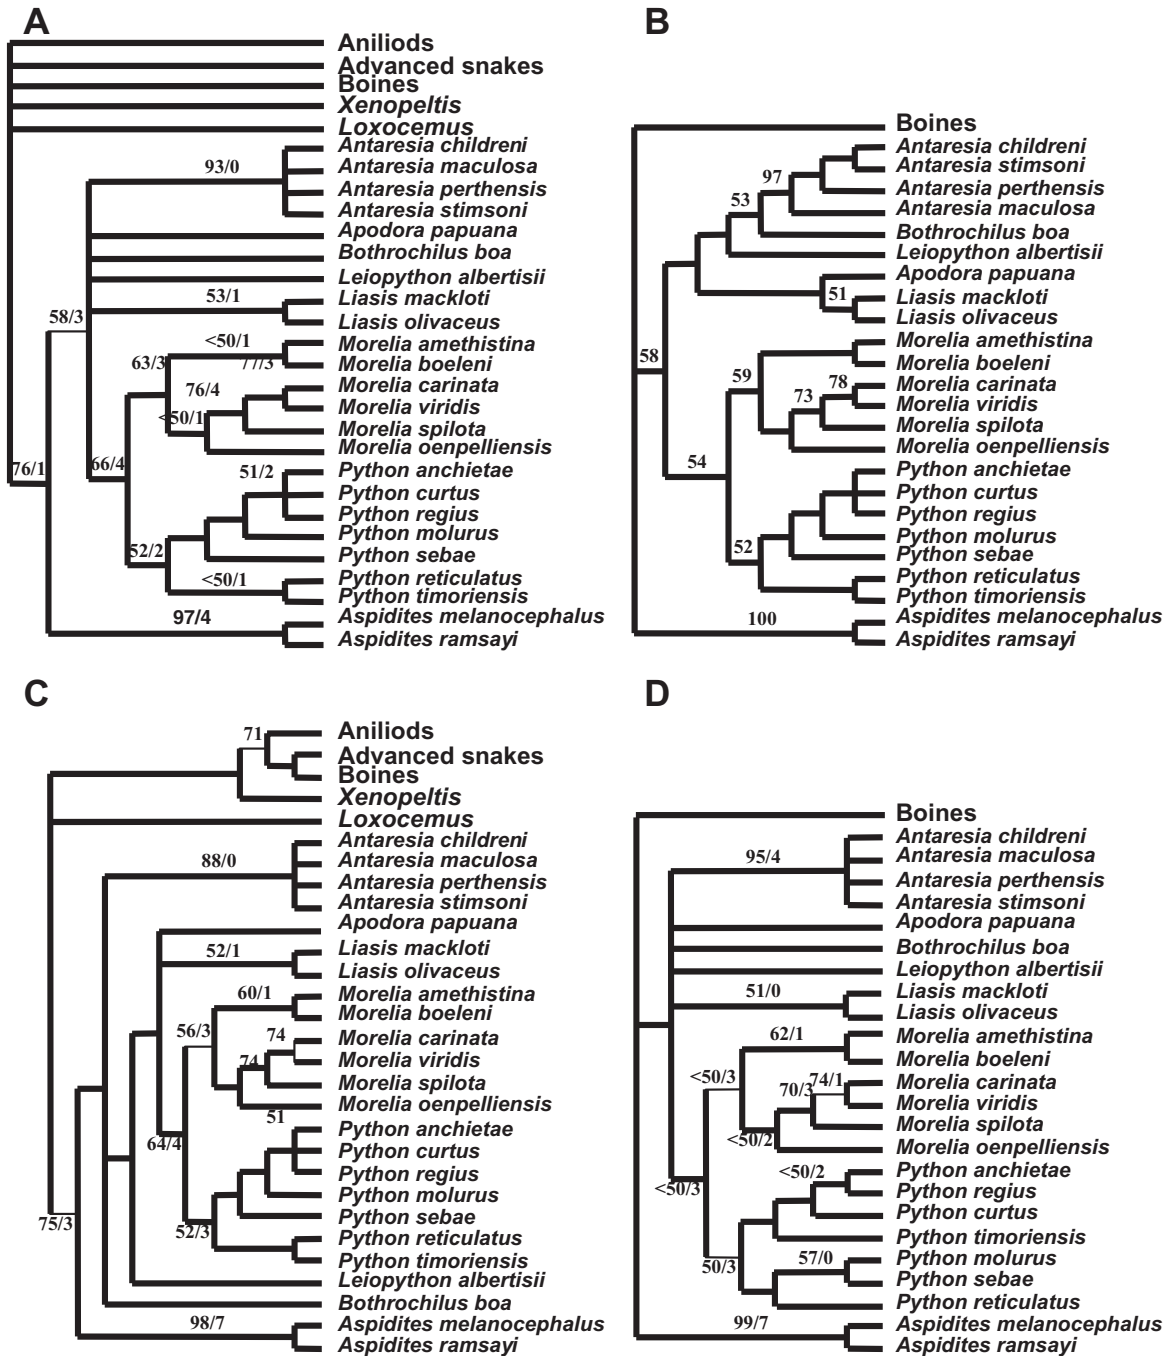 A
Aniliods
Advanced snakes
Boines
Xenopeltis
Loxocemus
Antaresia childreni
93/0
Antaresia maculosa
Antaresia perthensis
Antaresia stimsoni
Apodora papuana
Bothrochilus boa
Leiopython albertisii
53/1
Liasis mackloti
58/3
Liasis olivaceus
<50/1
Morelia amethistina
63/3
77/3
Morelia boeleni
76/4
Morelia carinata
<50/1
Morelia viridis
Morelia spilota
Morelia oenpelliensis
76/1
66/4
51/2
Python anchietae
Python curtus
Python regius
Python molurus
52/2
Python sebae
<50/1
Python reticulatus
Python timoriensis
97/4
Aspidites melanocephalus
Aspidites ramsayi
B
Boines
Antaresia childreni
Antaresia stimsoni
97
Antaresia perthensis
53
Antaresia maculosa
Bothrochilus boa
Leiopython albertisii
Apodora papuana
51
Liasis mackloti
Liasis olivaceus
Morelia amethistina
58
Morelia boeleni
59
78
Morelia carinata
73
Morelia viridis
Morelia spilota
Morelia oenpelliensis
54
Python anchietae
Python curtus
Python regius
Python molurus
52
Python sebae
Python reticulatus
Python timoriensis
100
Aspidites melanocephalus
Aspidites ramsayi
C
71
Aniliods
Advanced snakes
Boines
Xenopeltis
Loxocemus
Antaresia childreni
88/0
Antaresia maculosa
Antaresia perthensis
Antaresia stimsoni
Apodora papuana
52/1
Liasis mackloti
Liasis olivaceus
60/1
Morelia amethistina
Morelia boeleni
56/3
74
Morelia carinata
74
Morelia viridis
Morelia spilota
Morelia oenpelliensis
51
64/4
Python anchietae
Python curtus
Python regius
Python molurus
75/3
52/3
Python sebae
Python reticulatus
Python timoriensis
Leiopython albertisii
Bothrochilus boa
98/7
Aspidites melanocephalus
Aspidites ramsayi
D
Boines
Antaresia childreni
95/4
Antaresia maculosa
Antaresia perthensis
Antaresia stimsoni
Apodora papuana
Bothrochilus boa
Leiopython albertisii
51/0
Liasis mackloti
Liasis olivaceus
62/1
Morelia amethistina
Morelia boeleni
<50/3
70/3
74/1
Morelia carinata
Morelia viridis
Morelia spilota
<50/2
Morelia oenpelliensis
<50/3
<50/2
Python anchietae
Python regius
Python curtus
Python timoriensis
50/3
57/0
Python molurus
Python sebae
Python reticulatus
99/7
Aspidites melanocephalus
Aspidites ramsayi